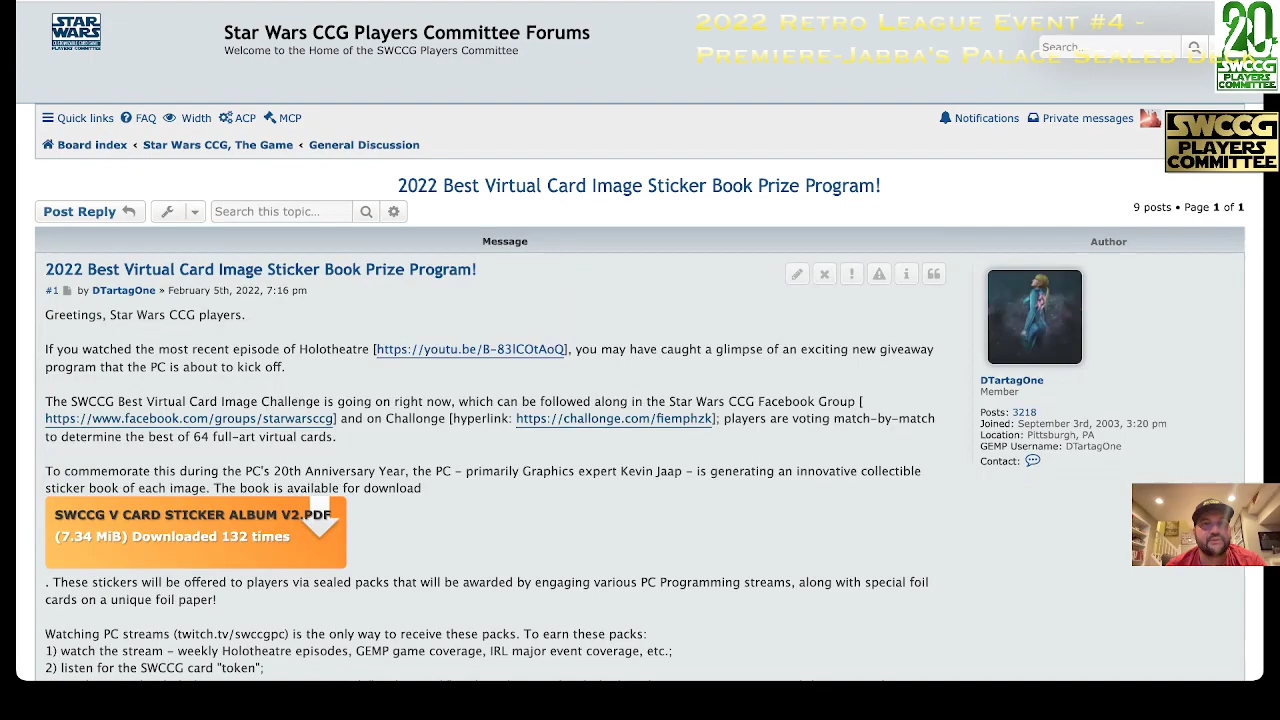 STAR WARS
Star Wars CCG Players Committee Forums
Welcome to the Home of the SWCCG Players Committee
2022 Retro League Event #4 -
Premiere-Jabba's Palace Sealed
Search…
20
SWCCG
PLAYERS
COMMITTEE
Quick links FAQ Width ACP MCP
Notifications Private messages
SWCCG
PLAYERS
COMMITTEE
Board index ‹ Star Wars CCG, The Game ‹ General Discussion
2022 Best Virtual Card Image Sticker Book Prize Program!
Post Reply Search this topic…
9 posts • Page 1 of 1
Message Author
2022 Best Virtual Card Image Sticker Book Prize Program!
#1 by DTartagOne » February 5th, 2022, 7:16 pm
Greetings, Star Wars CCG players.
If you watched the most recent episode of Holotheatre [https://youtu.be/B-83lCOtAoQ], you may have caught a glimpse of an exciting new giveaway
program that the PC is about to kick off.
The SWCCG Best Virtual Card Image Challenge is going on right now, which can be followed along in the Star Wars CCG Facebook Group [
https://www.facebook.com/groups/starwarsccg] and on Challonge [hyperlink: https://challonge.com/fiemphzk]; players are voting match-by-match
to determine the best of 64 full-art virtual cards.
To commemorate this during the PC's 20th Anniversary Year, the PC – primarily Graphics expert Kevin Jaap – is generating an innovative collectible
sticker book of each image. The book is available for download
SWCCG V CARD STICKER ALBUM V2.PDF
(7.34 MiB) Downloaded 132 times
. These stickers will be offered to players via sealed packs that will be awarded by engaging various PC Programming streams, along with special foil
cards on a unique foil paper!
Watching PC streams (twitch.tv/swccgpc) is the only way to receive these packs. To earn these packs:
1) watch the stream – weekly Holotheatre episodes, GEMP game coverage, IRL major event coverage, etc.;
2) listen for the SWCCG card "token";
DTartagOne
Member
Posts: 3218
Joined: September 3rd, 2003, 3:20 pm
Location: Pittsburgh, PA
GEMP Username: DTartagOne
Contact: